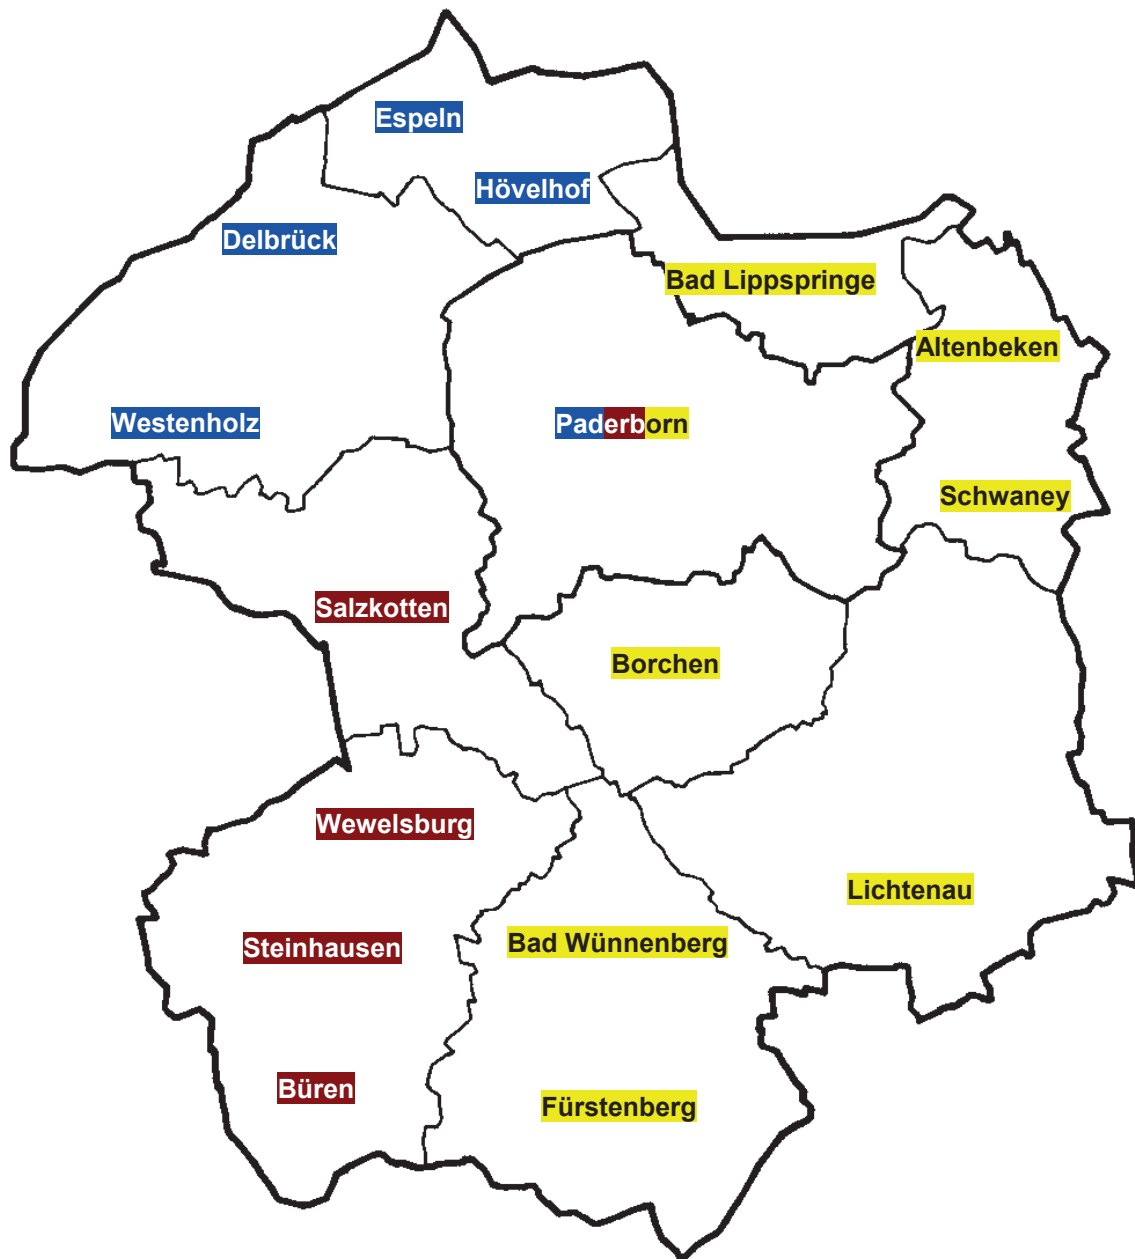 Espeln
Hövelhof
Delbrück
Bad Lippspringe
Altenbeken
Westenholz
Paderborn
Schwaney
Salzkotten
Borchen
Wewelsburg
Lichtenau
Bad Wünnenberg
Steinhausen
Büren
Fürstenberg